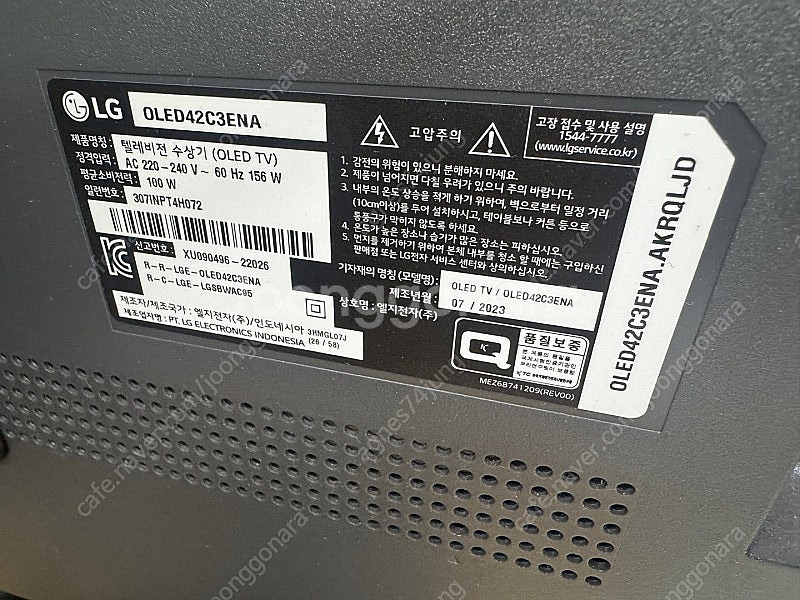 LG OLED42C3ENA
제품명칭: 텔레비전 수상기 (OLED TV)
정격입력: AC 220-240 V~ 60 Hz 156 W
평균소비전력: 100 W
일련번호: 307INPT4H072
신고번호: XU090496-22026
R-R-LGE-OLED42C3ENA
R-C-LGE-LGSBWAC95
제조자/제조국가: 엘지전자(주)/인도네시아 3HMGL07J
제조업자명: PT. LG ELECTRONICS INDONESIA (26 / 58)
고압주의
고장 접수 및 사용 설명
1544-7777
(www.lgservice.co.kr)
1. 감전의 위험이 있으니 분해하지 마세요.
2. 제품이 넘어지면 다칠 우려가 있으니 주의 바랍니다.
3. 내부의 온도 상승을 적게 하기 위하여, 벽으로부터 일정 거리
(10cm이상)를 두어 설치하시고, 테이블보나 커튼 등으로
통풍구가 막히지 않도록 하십시오.
4. 온도가 높은 장소나 습기가 많은 장소는 피하십시오.
5. 먼지를 제거하기 위하여 본체 내부를 청소 할 때에는 구입하신
판매점 또는 LG전자 서비스 센터와 상의하십시오.
기자재의 명칭(모델명): OLED TV / OLED42C3ENA
제조년월: 07 / 2023
상호명: 엘지전자(주)
Q
품질보증
MEZ68741209(REV00)
OLED42C3ENA.AKRQLJD
cafe.naver.com/joonggonara
joonggonara
agnes74jung